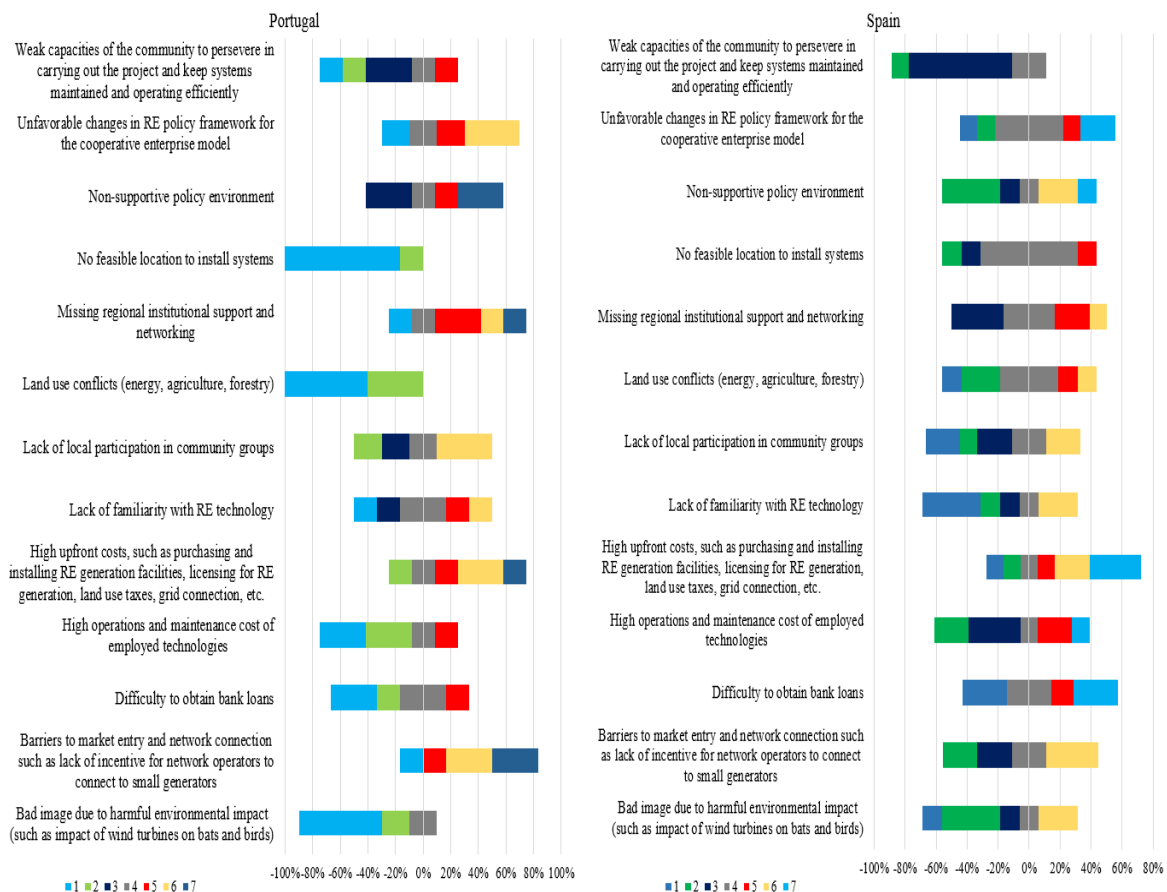 Portugal
Weak capacities of the community to persevere in
carrying out the project and keep systems
maintained and operating efficiently
Unfavorable changes in RE policy framework for
the cooperative enterprise model
Non-supportive policy environment
No feasible location to install systems
Missing regional institutional support and
networking
Land use conflicts (energy, agriculture, forestry)
Lack of local participation in community groups
Lack of familiarity with RE technology
High upfront costs, such as purchasing and
installing RE generation facilities, licensing for RE
generation, land use taxes, grid connection, etc.
High operations and maintenance cost of
employed technologies
Difficulty to obtain bank loans
Barriers to market entry and network connection
such as lack of incentive for network operators to
connect to small generators
Bad image due to harmful environmental impact
(such as impact of wind turbines on bats and birds)
-100% -80% -60% -40% -20% 0% 20% 40% 60% 80% 100%
1 2 3 4 5 6 7
Spain
Weak capacities of the community to persevere in
carrying out the project and keep systems maintained
and operating efficiently
Unfavorable changes in RE policy framework for the
cooperative enterprise model
Non-supportive policy environment
No feasible location to install systems
Missing regional institutional support and networking
Land use conflicts (energy, agriculture, forestry)
Lack of local participation in community groups
Lack of familiarity with RE technology
High upfront costs, such as purchasing and installing
RE generation facilities, licensing for RE generation,
land use taxes, grid connection, etc.
High operations and maintenance cost of employed
technologies
Difficulty to obtain bank loans
Barriers to market entry and network connection such
as lack of incentive for network operators to connect
to small generators
Bad image due to harmful environmental impact
(such as impact of wind turbines on bats and birds)
-100% -80% -60% -40% -20% 0% 20% 40% 60% 80%
1 2 3 4 5 6 7